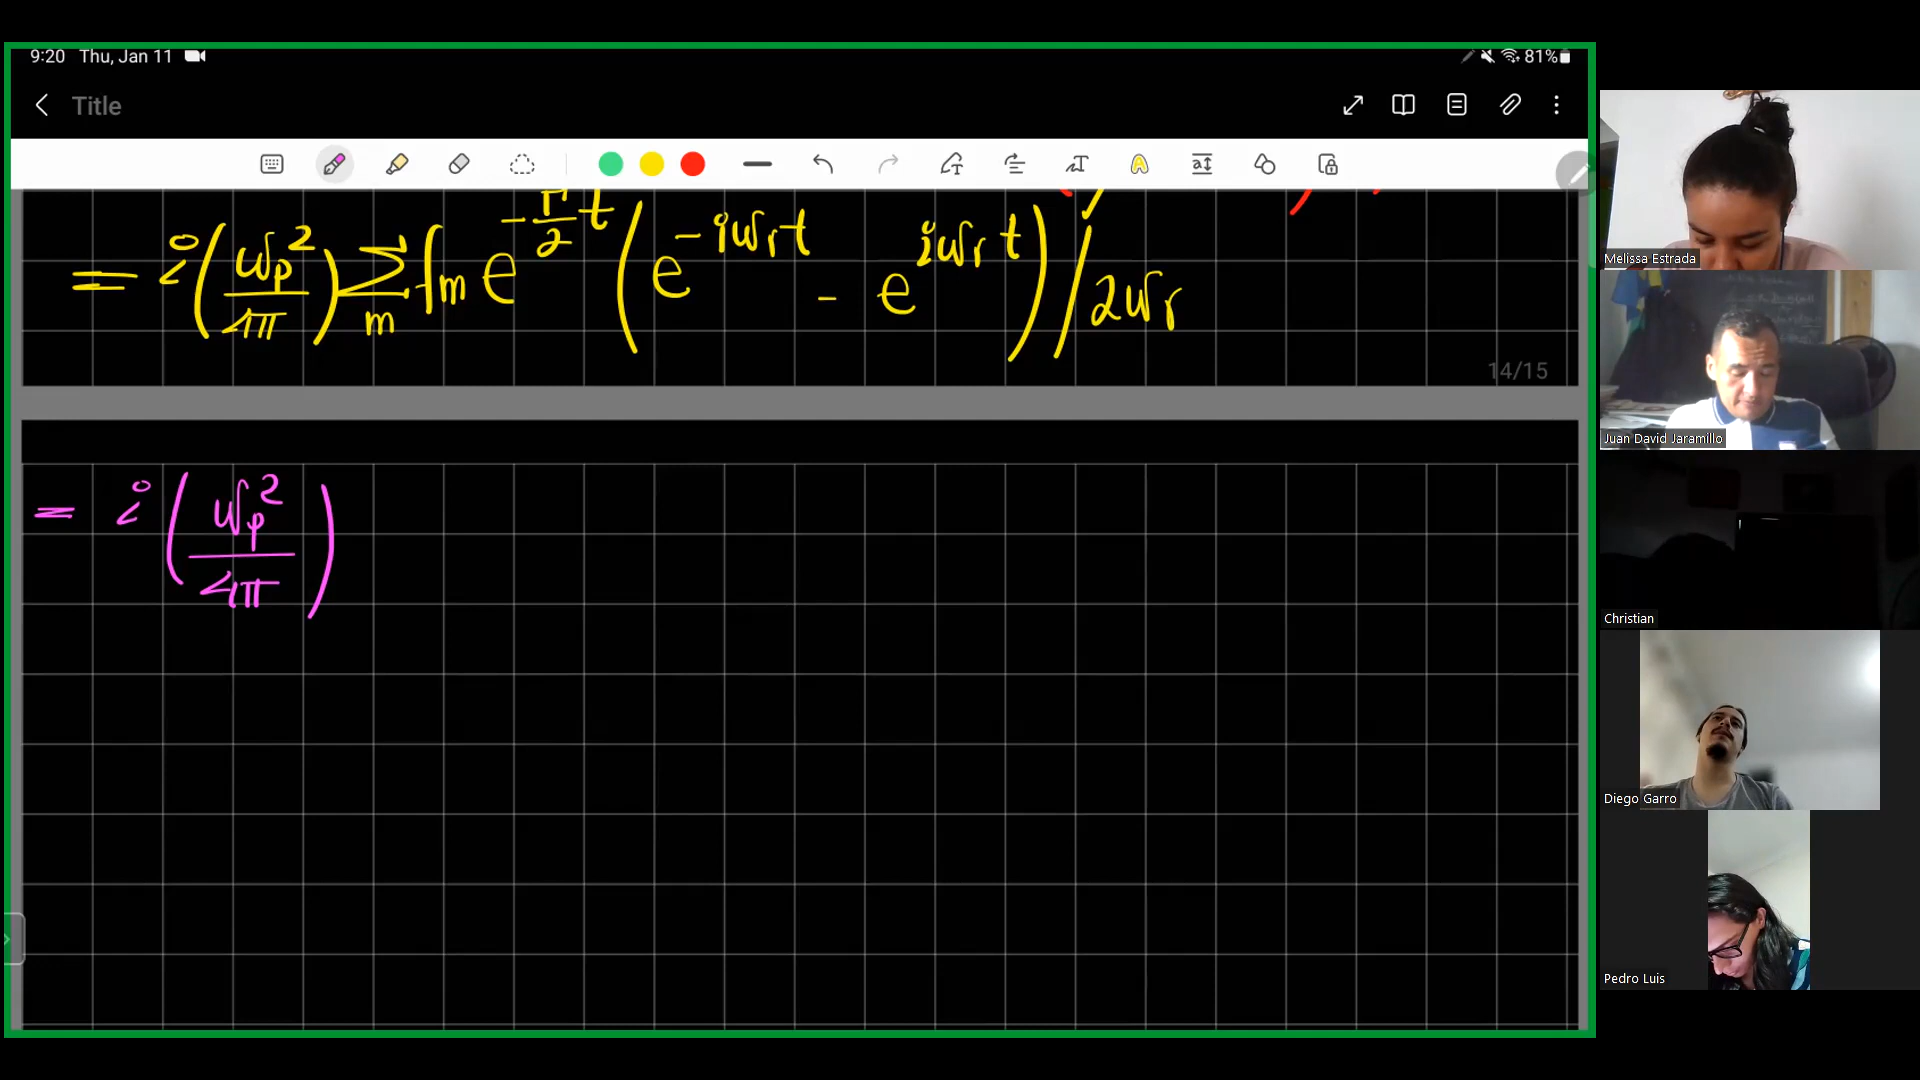 9:20 Thu, Jan 11 81%
Title
= i(ωp²/4π) Σm fm e^(-Γ/2 t) (e^(-iωr t) - e^(iωr t)) / 2ωr
14/15
= i (ωp²/4π)
Melissa Estrada
Juan David Jaramillo
Christian
Diego Garro
Pedro Luis